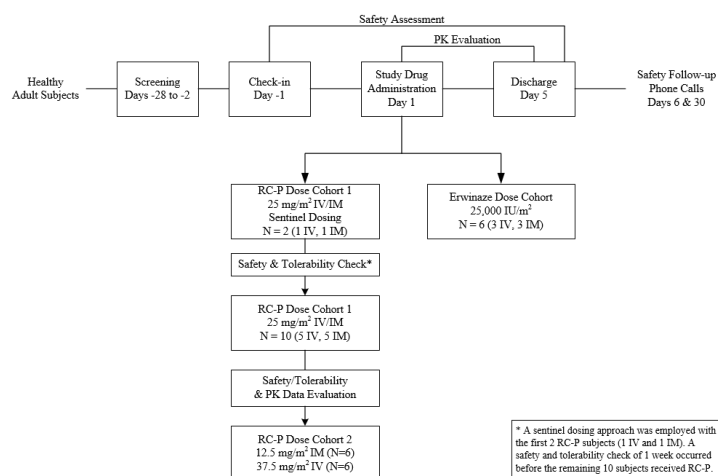 Safety Assessment
PK Evaluation
Healthy
Adult Subjects
Screening
Days -28 to -2
Check-in
Day -1
Study Drug
Administration
Day 1
Discharge
Day 5
Safety Follow-up
Phone Calls
Days 6 & 30
RC-P Dose Cohort 1
25 mg/m² IV/IM
Sentinel Dosing
N = 2 (1 IV, 1 IM)
Erwinaze Dose Cohort
25,000 IU/m²
N = 6 (3 IV, 3 IM)
Safety & Tolerability Check*
RC-P Dose Cohort 1
25 mg/m² IV/IM
N = 10 (5 IV, 5 IM)
Safety/Tolerability
& PK Data Evaluation
RC-P Dose Cohort 2
12.5 mg/m² IM (N=6)
37.5 mg/m² IV (N=6)
* A sentinel dosing approach was employed with
the first 2 RC-P subjects (1 IV and 1 IM). A
safety and tolerability check of 1 week occurred
before the remaining 10 subjects received RC-P.